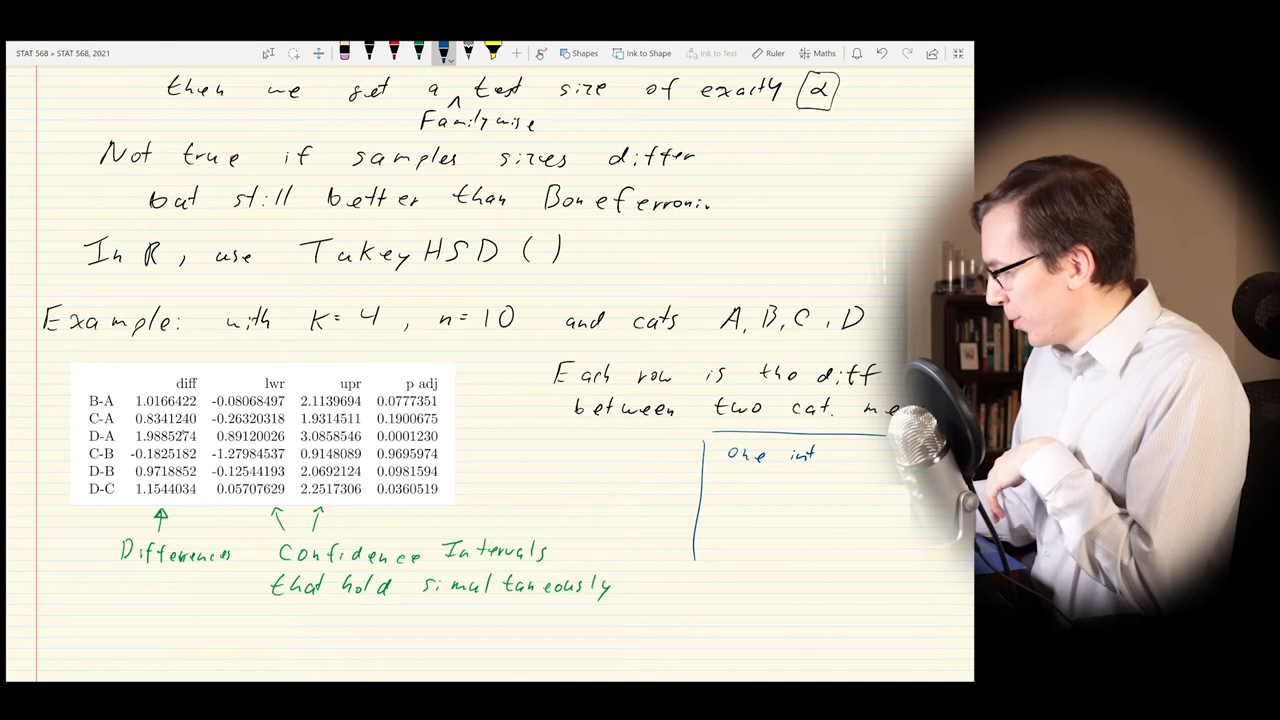 STAT 568 » STAT 568, 2021
Shapes Ink to Shape Ink to Text Ruler Maths
then we get a test size of exactly α
Familywise
Not true if samples sizes differ
but still better than Boneferroni.
In R, use TukeyHSD()
Example: with K=4, n=10 and cats A, B, C, D
diff lwr upr p adj
B-A 1.0166422 -0.08068497 2.1139694 0.0777351
C-A 0.8341240 -0.26320318 1.9314511 0.1900675
D-A 1.9885274 0.89120026 3.0858546 0.0001230
C-B -0.1825182 -1.27984537 0.9148089 0.9695974
D-B 0.9718852 -0.12544193 2.0692124 0.0981594
D-C 1.1544034 0.05707629 2.2517306 0.0360519
Each row is the diff
between two cat. me
One int
Differences
Confidence Intervals
that hold simultaneously